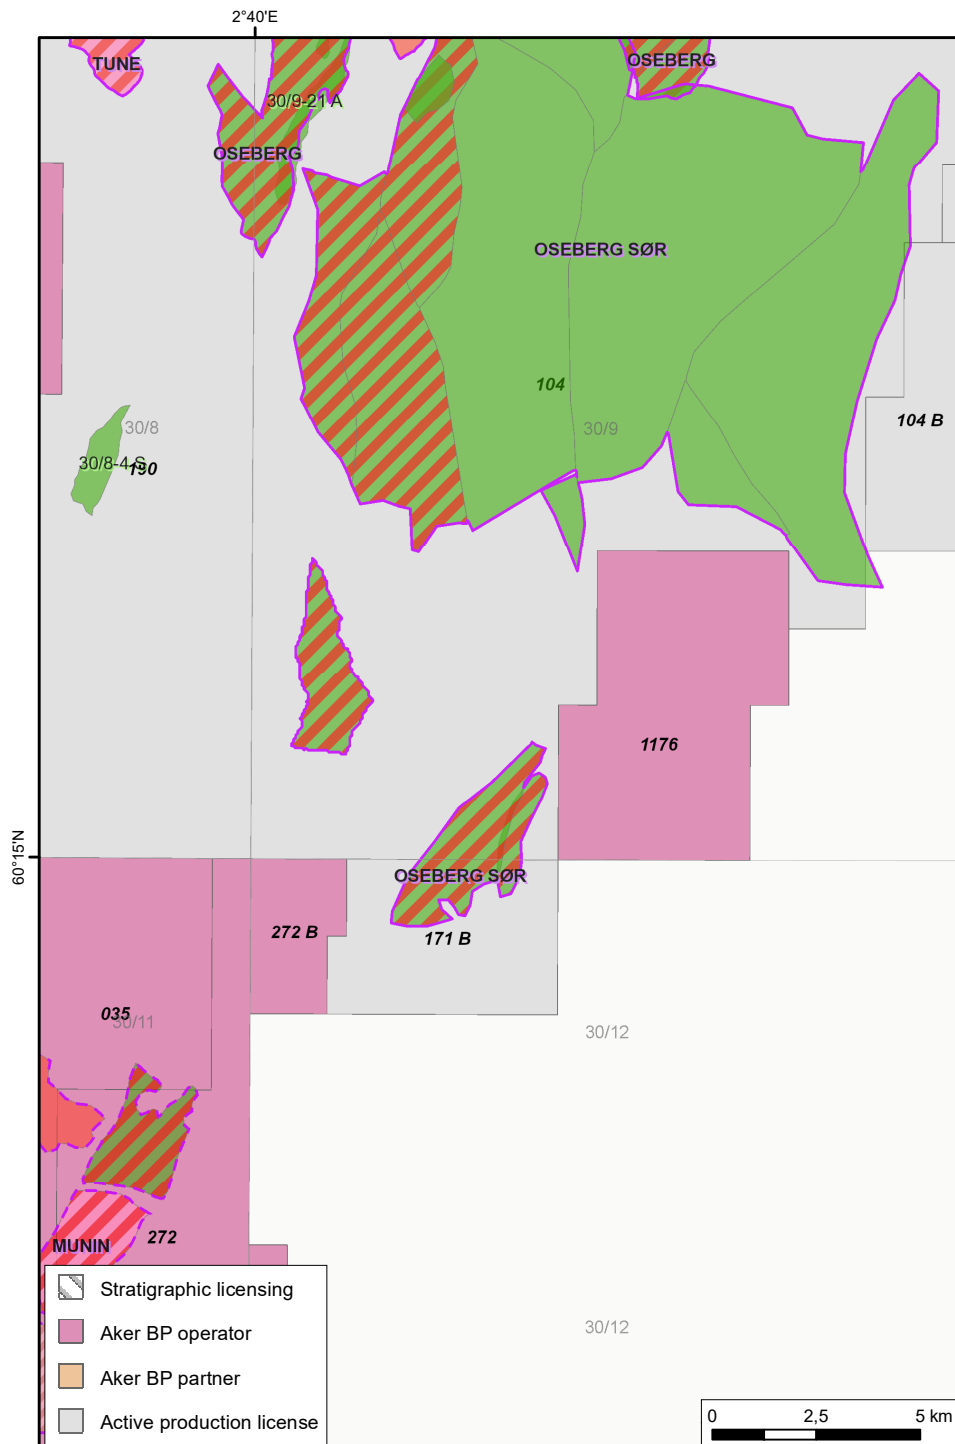 2°40'E
TUNE
OSEBERG
30/9-21 A
OSEBERG
OSEBERG SØR
104
30/9
104 B
30/8
30/8-4 S
190
1176
60°15'N
OSEBERG SØR
272 B
171 B
035
30/11
30/12
MUNIN
272
Stratigraphic licensing
Aker BP operator
Aker BP partner
Active production license
30/12
0 2,5 5 km